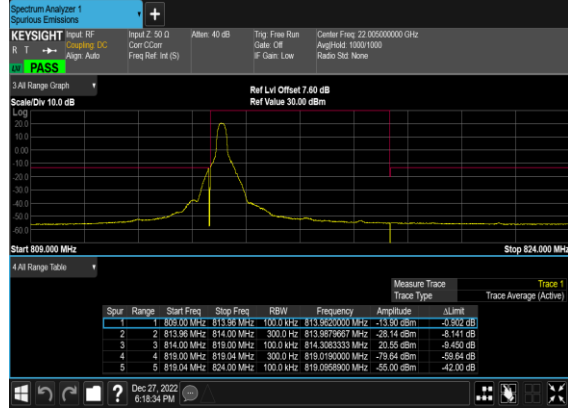 Spectrum Analyzer 1
Spurious Emissions
+
KEYSIGHT Input: RF Input Z: 50 Ω Atten: 40 dB Trig: Free Run Center Freq: 22.005000000 GHz
R T Coupling: DC Corr CCorr Gate: Off Avg|Hold: 1000/1000
Align: Auto Freq Ref: Int (S) IF Gain: Low Radio Std: None
PASS
3 All Range Graph
Ref Lvl Offset 7.60 dB
Scale/Div 10.0 dB Ref Value 30.00 dBm
Log
20.0
10.0
0.00
-10.0
-20.0
-30.0
-40.0
-50.0
-60.0
Start 809.000 MHz Stop 824.000 MHz
4 All Range Table
Measure Trace Trace 1
Trace Type Trace Average (Active)
Spur Range Start Freq Stop Freq RBW Frequency Amplitude ΔLimit
1 1 809.00 MHz 813.96 MHz 100.0 kHz 813.9620000 MHz -13.90 dBm -0.902 dB
2 2 813.96 MHz 814.00 MHz 300.0 Hz 813.9879667 MHz -28.14 dBm -8.141 dB
3 3 814.00 MHz 819.00 MHz 100.0 kHz 814.3083333 MHz 20.55 dBm -9.450 dB
4 4 819.00 MHz 819.04 MHz 300.0 Hz 819.0190000 MHz -79.64 dBm -59.64 dB
5 5 819.04 MHz 824.00 MHz 100.0 kHz 819.0958900 MHz -55.00 dBm -42.00 dB
? Dec 27, 2022
6:18:34 PM